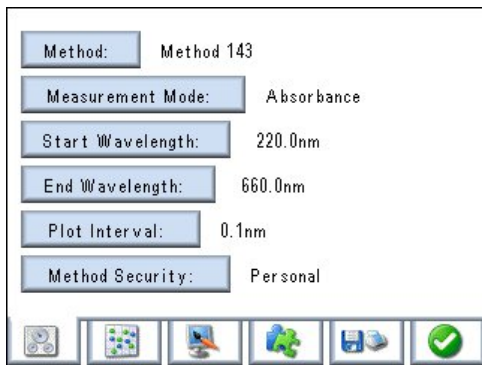 Method: Method 143
Measurement Mode: Absorbance
Start Wavelength: 220.0nm
End Wavelength: 660.0nm
Plot Interval: 0.1nm
Method Security: Personal